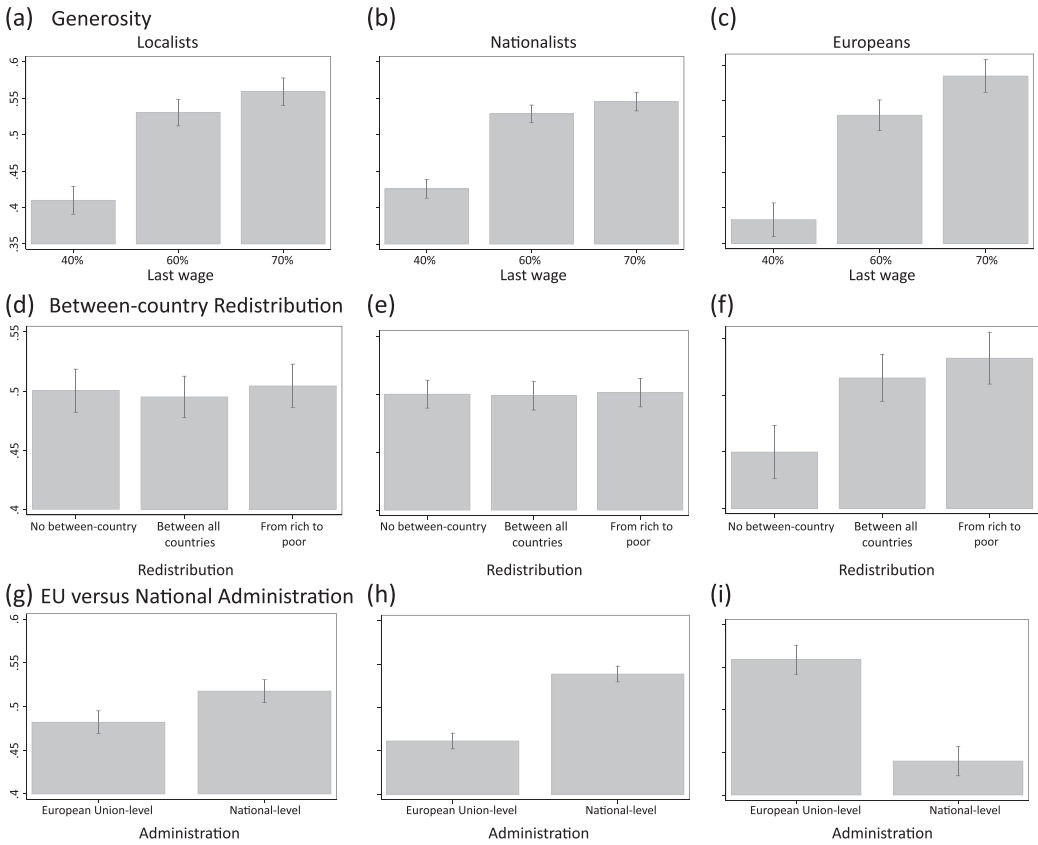 (a) Generosity (b) (c)
Localists Nationalists Europeans
.6
.55
.5
.45
.4
.35
40% 60% 70% 40% 60% 70% 40% 60% 70%
Last wage Last wage Last wage
(d) Between-country Redistribution (e) (f)
.55
.5
.45
.4
No between-country Between all From rich to No between-country Between all From rich to No between-country Between all From rich to
countries poor countries poor countries poor
Redistribution Redistribution Redistribution
(g) EU versus National Administration (h) (i)
.6
.55
.5
.45
.4
European Union-level National-level European Union-level National-level European Union-level National-level
Administration Administration Administration